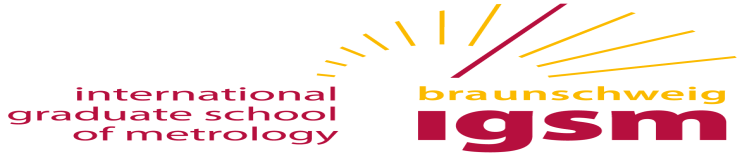 international
graduate school
of metrology
braunschweig
igsm